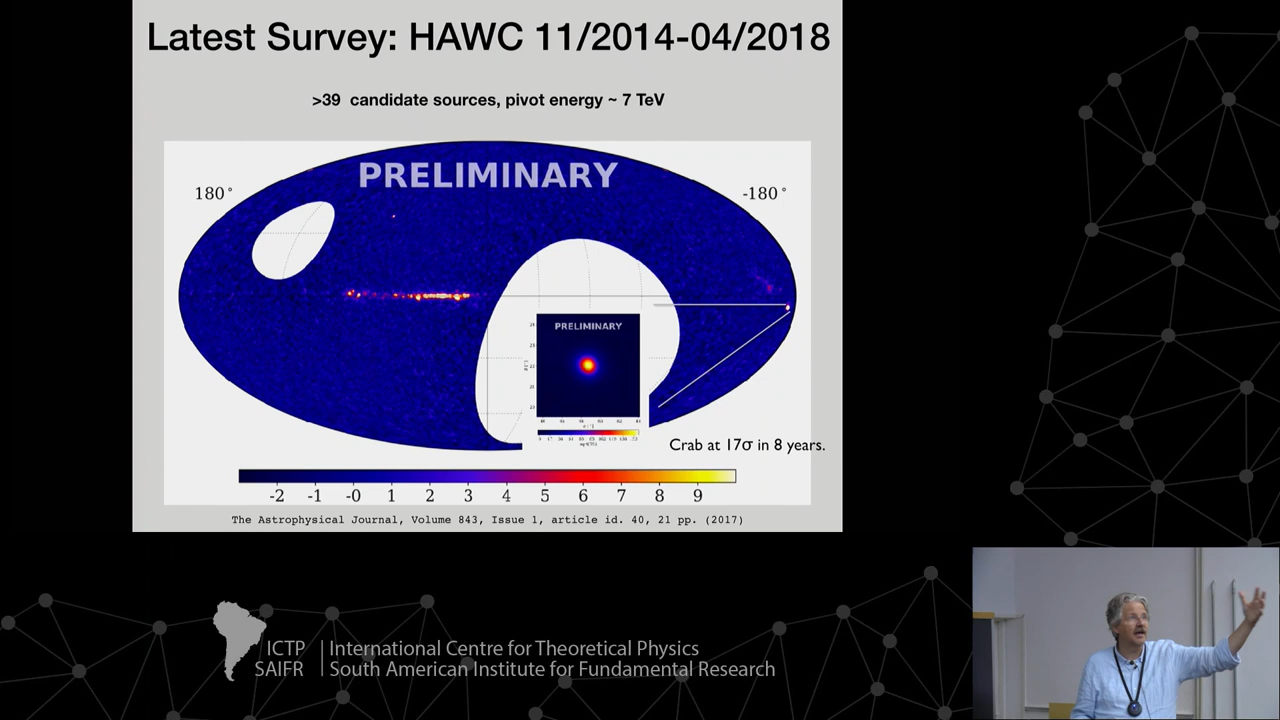 Latest Survey: HAWC 11/2014-04/2018
>39 candidate sources, pivot energy ~ 7 TeV
PRELIMINARY
180°
-180°
PRELIMINARY
Crab at 17σ in 8 years.
-2 -1 -0 1 2 3 4 5 6 7 8 9
The Astrophysical Journal, Volume 843, Issue 1, article id. 40, 21 pp. (2017)
ICTP
SAIFR
International Centre for Theoretical Physics
South American Institute for Fundamental Research